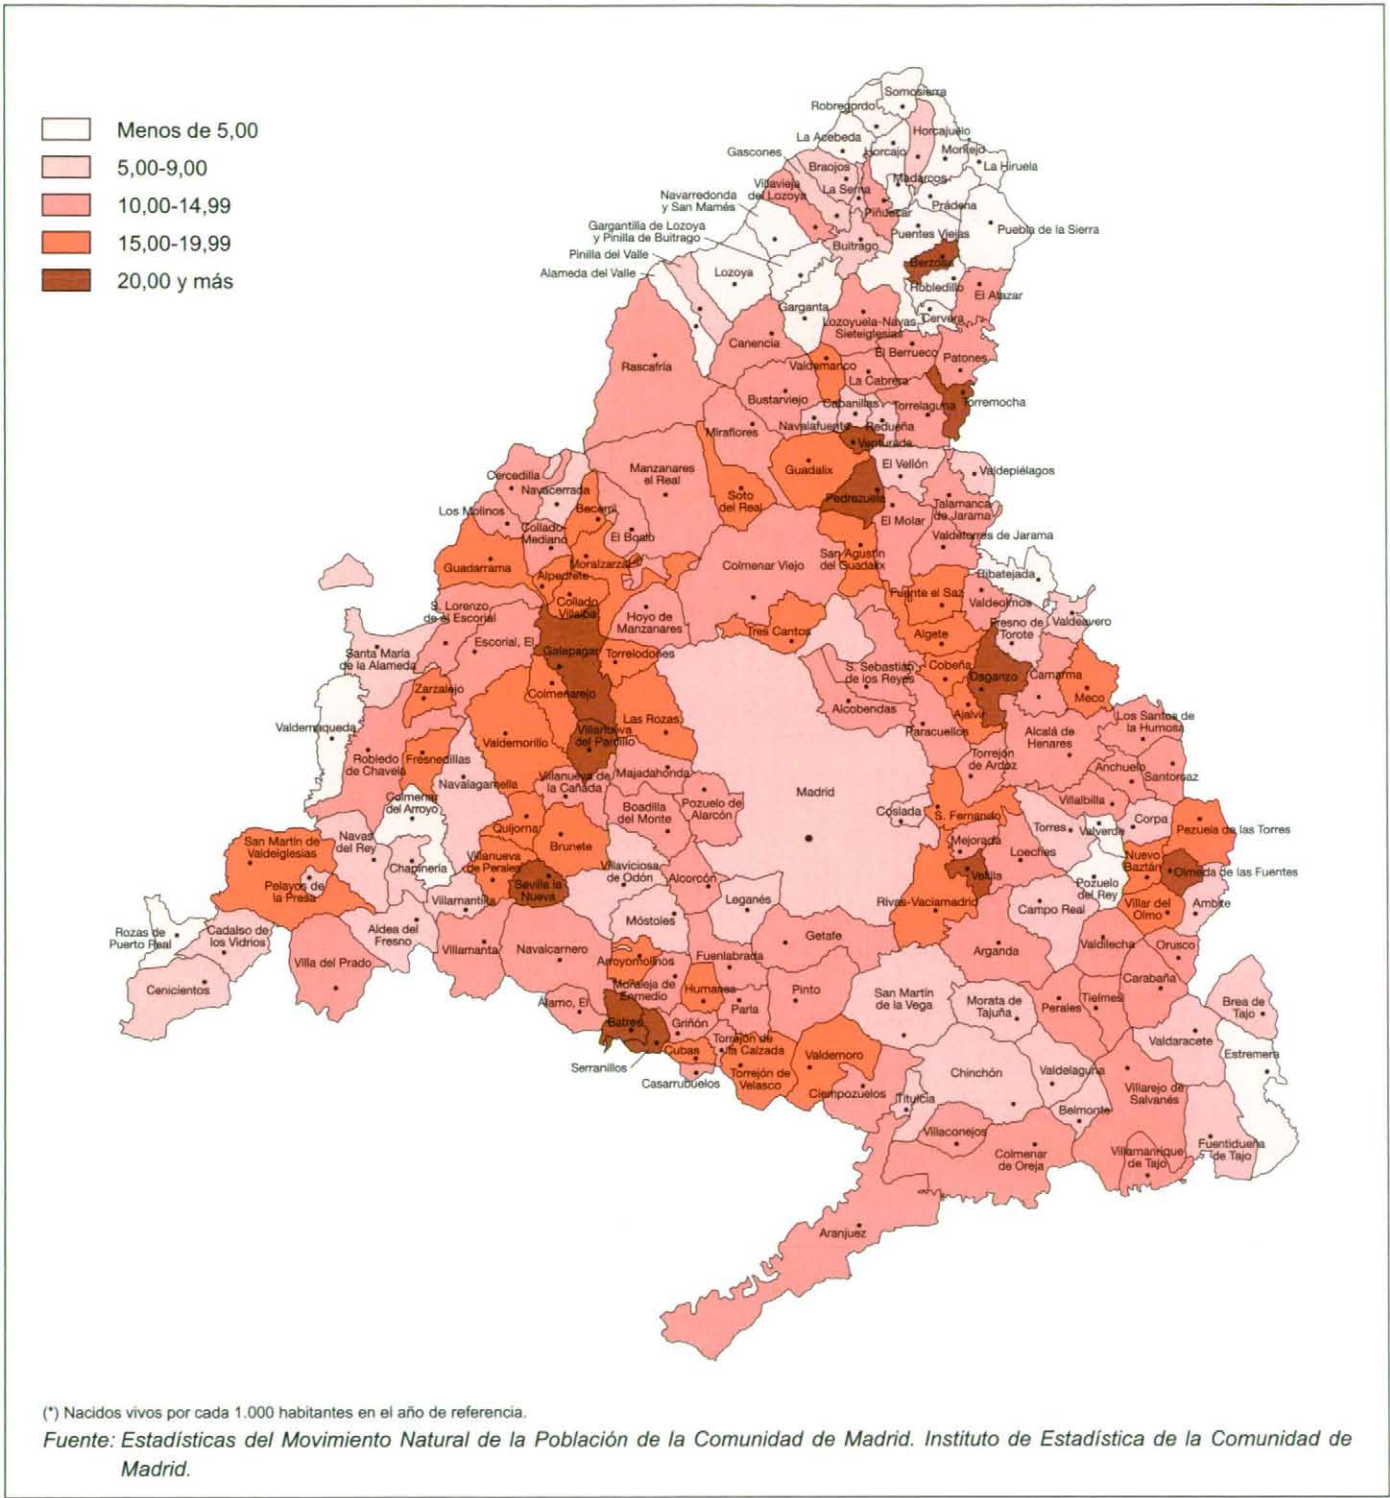 Menos de 5,00
5,00-9,00
10,00-14,99
15,00-19,99
20,00 y más
Somosierra
Robregordo
Horcajuelo
La Acebeda
Horcajo
Montejo
Gascones
La Hiruela
Braojos
Madarcos
Villavieja
del Lozoya
La Serna
Navarredonda
y San Mamés
Prádena
Piñuécar
Gargantilla de Lozoya
y Pinilla de Buitrago
Puentes Viejas
Puebla de la Sierra
Buitrago
Pinilla del Valle
Berzosa
Alameda del Valle
Lozoya
Robledillo
El Atazar
Garganta
Cervera
Lozoyuela-Navas
Sieteiglesias
Canencia
El Berrueco
Patones
Rascafría
Valdemanco
La Cabrera
Bustarviejo
Cabanillas
Torrelaguna
Torremocha
Navalafuente
Redueña
Miraflores
Venturada
Guadalix
El Vellón
Valdepiélagos
Manzanares
el Real
Cercedilla
Navacerrada
Soto
del Real
Pedrezuela
Talamanca
de Jarama
Los Molinos
Becerril
El Molar
Collado
Mediano
El Boalo
Valdetorres de Jarama
San Agustín
del Guadalix
Guadarrama
Moralzarzal
Colmenar Viejo
Ribatejada
Alpedrete
Fuente el Saz
Valdeolmos
Collado
Villalba
S. Lorenzo
de el Escorial
Hoyo de
Manzanares
Fresno de
Torote
Valdeavero
Tres Cantos
Algete
Escorial, El
Galapagar
Torrelodones
Santa María
de la Alameda
S. Sebastián
de los Reyes
Cobeña
Daganzo
Camarma
Meco
Zarzalejo
Colmenarejo
Alcobendas
Ajalvir
Las Rozas
Los Santos de
la Humosa
Valdemaqueda
Villanueva
del Pardillo
Paracuellos
Alcalá de
Henares
Valdemorillo
Robledo
de Chavela
Fresnedillas
Torrejón
de Ardoz
Anchuelo
Santorcaz
Navalagamella
Villanueva de
la Cañada
Majadahonda
Madrid
Colmenar
del Arroyo
Boadilla
del Monte
Pozuelo de
Alarcón
Villalbilla
Coslada
S. Fernando
Corpa
Quijorna
Torres
Valverde
Pezuela de las Torres
San Martín de
Valdeiglesias
Navas
del Rey
Brunete
Mejorada
Loeches
Villanueva
de Perales
Chapinería
Villaviciosa
de Odón
Nuevo
Baztán
Olmeda de las Fuentes
Pelayos de
la Presa
Sevilla la
Nueva
Alcorcón
Velilla
Pozuelo
del Rey
Villamantilla
Leganés
Rivas-Vaciamadrid
Campo Real
Villar del
Olmo
Ambite
Móstoles
Rozas de
Puerto Real
Cadalso de
los Vidrios
Aldea del
Fresno
Getafe
Valdilecha
Orusco
Villa del Prado
Villamanta
Navalcarnero
Fuenlabrada
Arganda
Arroyomolinos
Carabaña
Cenicientos
Moraleja de
Enmedio
Humanes
Pinto
San Martín
de la Vega
Morata de
Tajuña
Perales
Tielmes
Brea de
Tajo
Álamo, El
Parla
Batres
Griñón
Torrejón de
la Calzada
Valdaracete
Cubas
Valdemoro
Estremera
Serranillos
Torrejón de
Velasco
Chinchón
Valdelaguna
Casarrubuelos
Ciempozuelos
Villarejo de
Salvanés
Titulcia
Belmonte
Villaconejos
Fuentidueña
de Tajo
Colmenar
de Oreja
Villamanrique
de Tajo
Aranjuez
(*) Nacidos vivos por cada 1.000 habitantes en el año de referencia.
Fuente: Estadísticas del Movimiento Natural de la Población de la Comunidad de Madrid. Instituto de Estadística de la Comunidad de
Madrid.